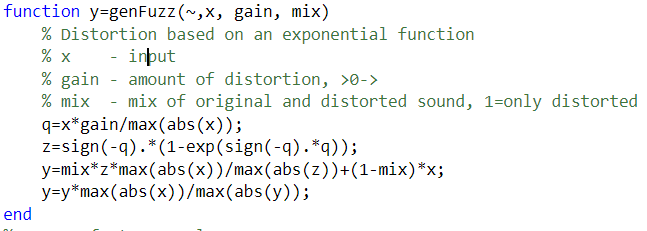 function y=genFuzz(~,x, gain, mix)
% Distortion based on an exponential function
% x    - input
% gain - amount of distortion, >0->
% mix  - mix of original and distorted sound, 1=only distorted
q=x*gain/max(abs(x));
z=sign(-q).*(1-exp(sign(-q).*q));
y=mix*z*max(abs(x))/max(abs(z))+(1-mix)*x;
y=y*max(abs(x))/max(abs(y));
end